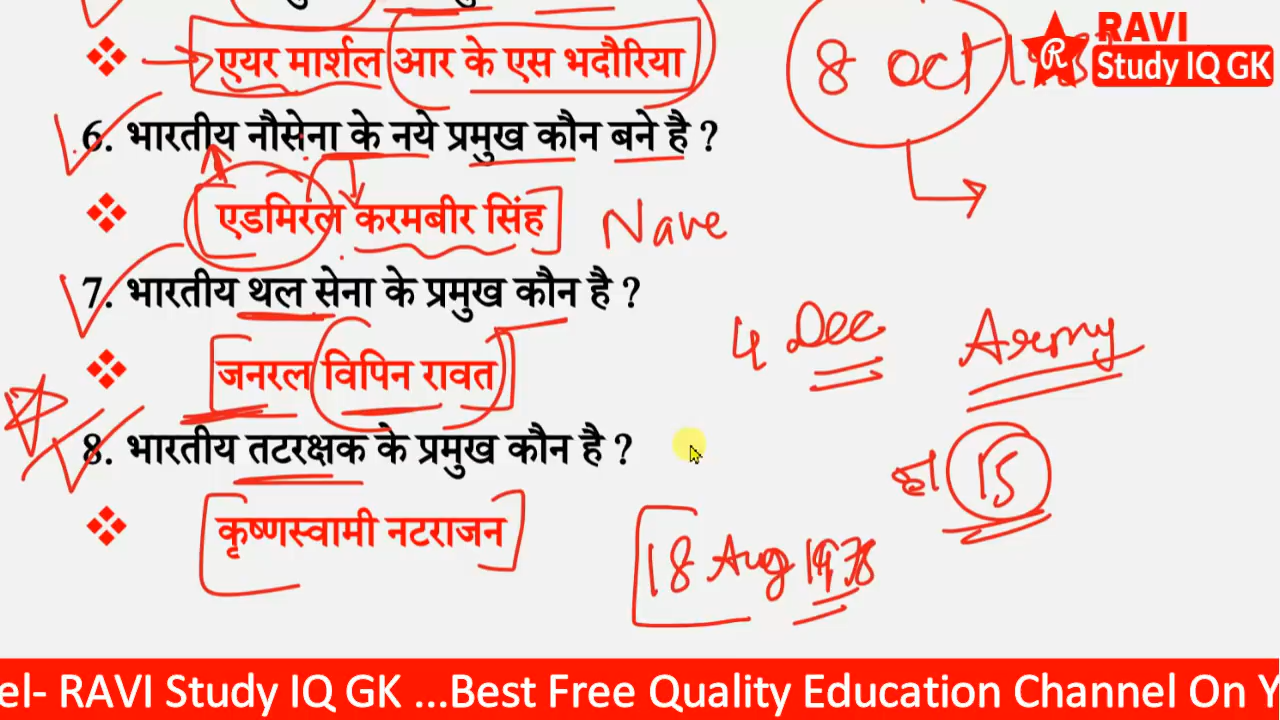 एयर मार्शल आर के एस भदौरिया
8 oct
RAVI
Study IQ GK
R
6. भारतीय नौसेना के नये प्रमुख कौन बने है ?
एडमिरल करमबीर सिंह
Nave
7. भारतीय थल सेना के प्रमुख कौन है ?
4 Dec
Army
जनरल विपिन रावत
8. भारतीय तटरक्षक के प्रमुख कौन है ?
15
कृष्णस्वामी नटराजन
18 Aug 1978
el- RAVI Study IQ GK ...Best Free Quality Education Channel On Y